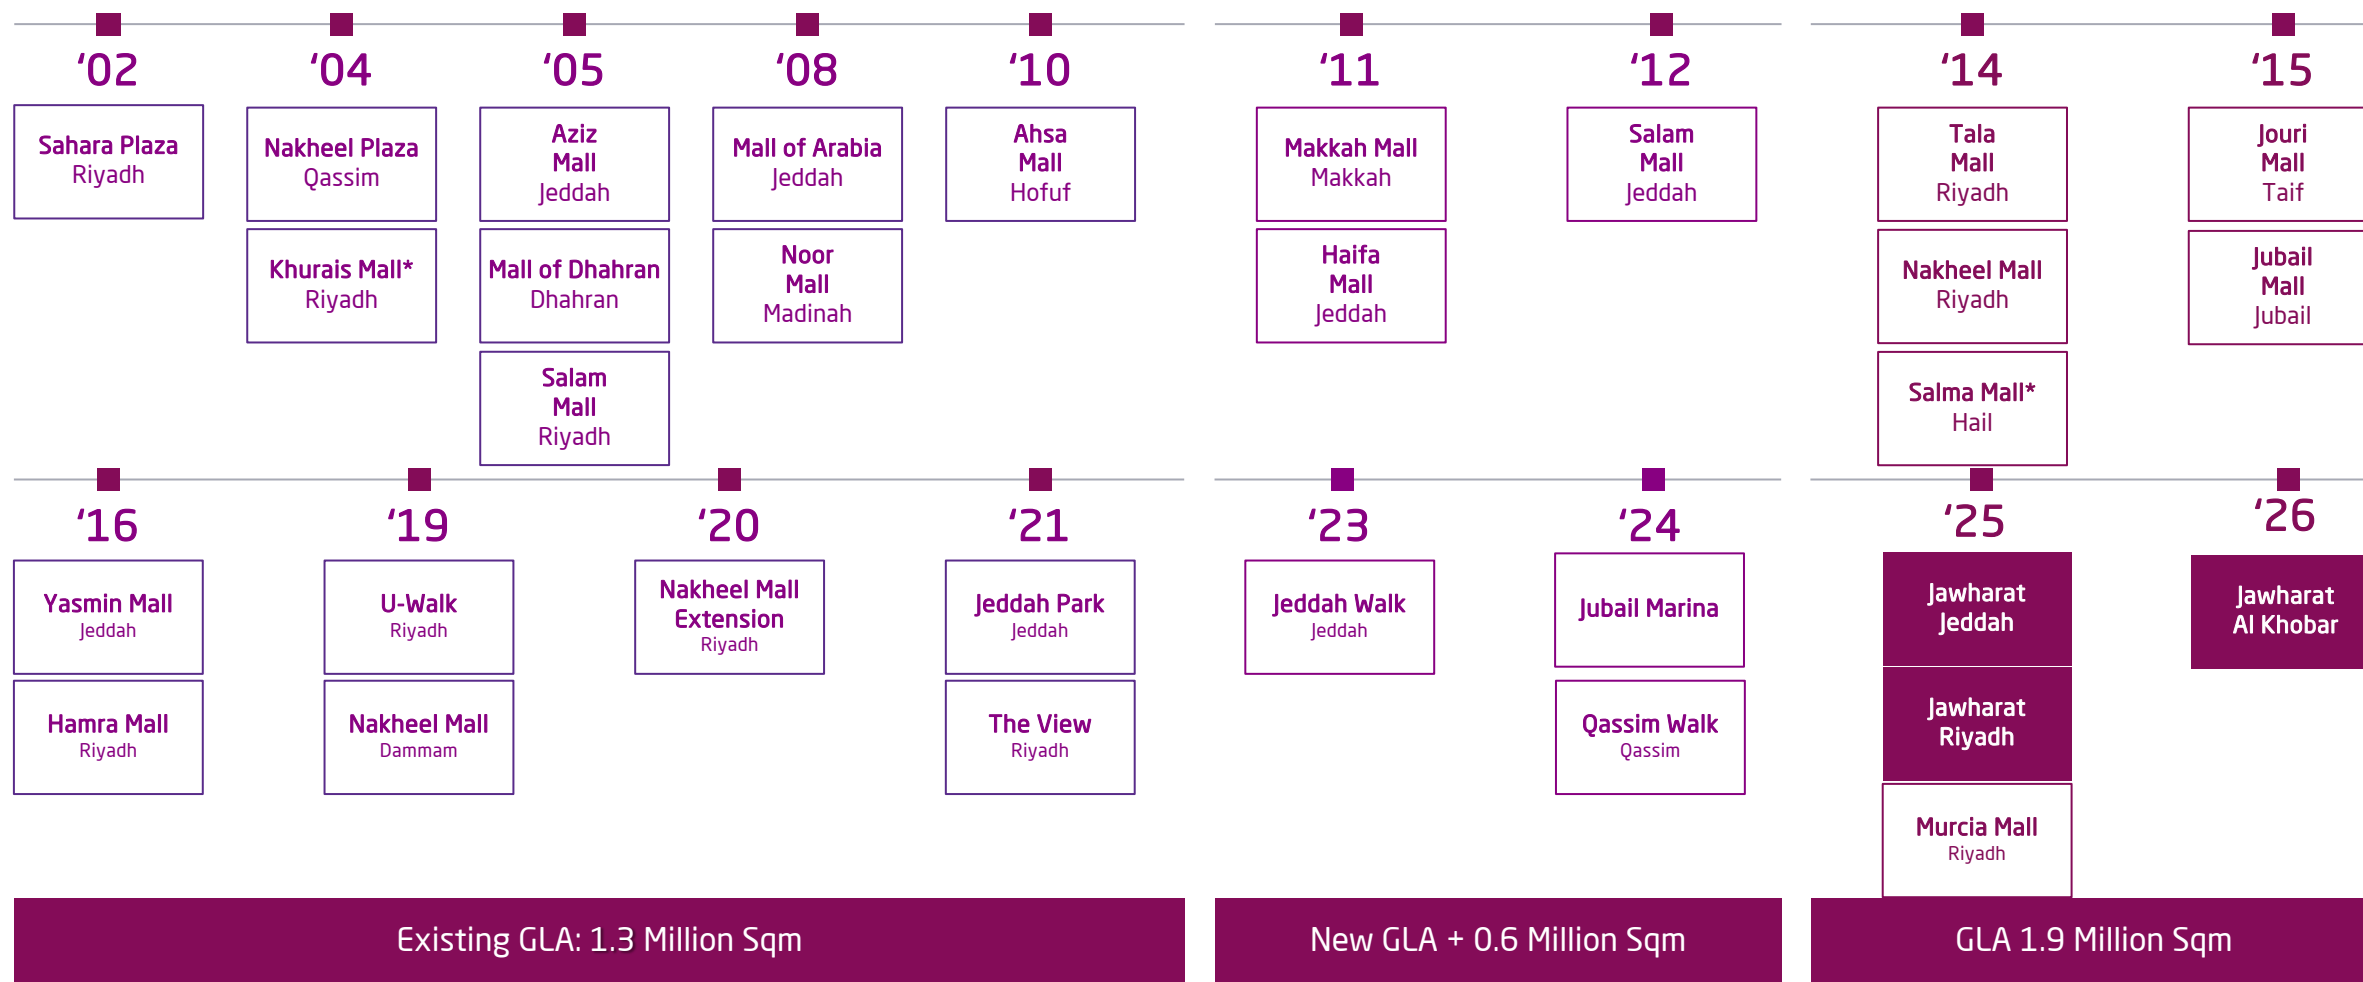 ‘02
‘04
‘05
‘08
‘10
‘11
‘12
‘14
‘15
Sahara Plaza
Riyadh
Nakheel Plaza
Qassim
Khurais Mall*
Riyadh
Aziz
Mall
Jeddah
Mall of Dhahran
Dhahran
Salam
Mall
Riyadh
Mall of Arabia
Jeddah
Noor
Mall
Madinah
Ahsa
Mall
Hofuf
Makkah Mall
Makkah
Haifa
Mall
Jeddah
Salam
Mall
Jeddah
Tala
Mall
Riyadh
Nakheel Mall
Riyadh
Salma Mall*
Hail
Jouri
Mall
Taif
Jubail
Mall
Jubail
‘16
‘19
‘20
‘21
‘23
‘24
‘25
‘26
Yasmin Mall
Jeddah
Hamra Mall
Riyadh
U-Walk
Riyadh
Nakheel Mall
Dammam
Nakheel Mall
Extension
Riyadh
Jeddah Park
Jeddah
The View
Riyadh
Jeddah Walk
Jeddah
Jubail Marina
Qassim Walk
Qassim
Jawharat
Jeddah
Jawharat
Riyadh
Murcia Mall
Riyadh
Jawharat
Al Khobar
Existing GLA: 1.3 Million Sqm
New GLA + 0.6 Million Sqm
GLA 1.9 Million Sqm